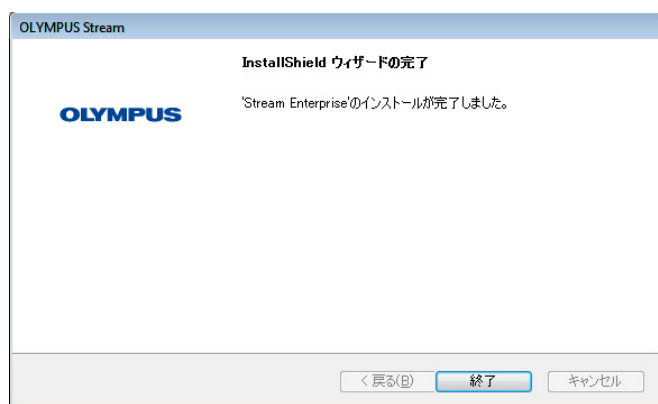 OLYMPUS Stream
InstallShield ウィザードの完了
OLYMPUS
'Stream Enterprise'のインストールが完了しました。
< 戻る(B)
終了
キャンセル